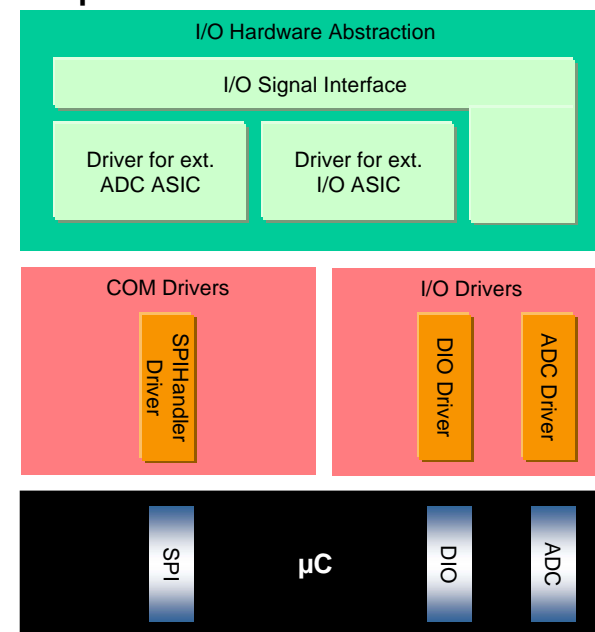 I/O Hardware Abstraction
I/O Signal Interface
Driver for ext.
ADC ASIC
Driver for ext.
I/O ASIC
COM Drivers
I/O Drivers
SPIHandler
Driver
DIO Driver
ADC Driver
SPI
µC
DIO
ADC